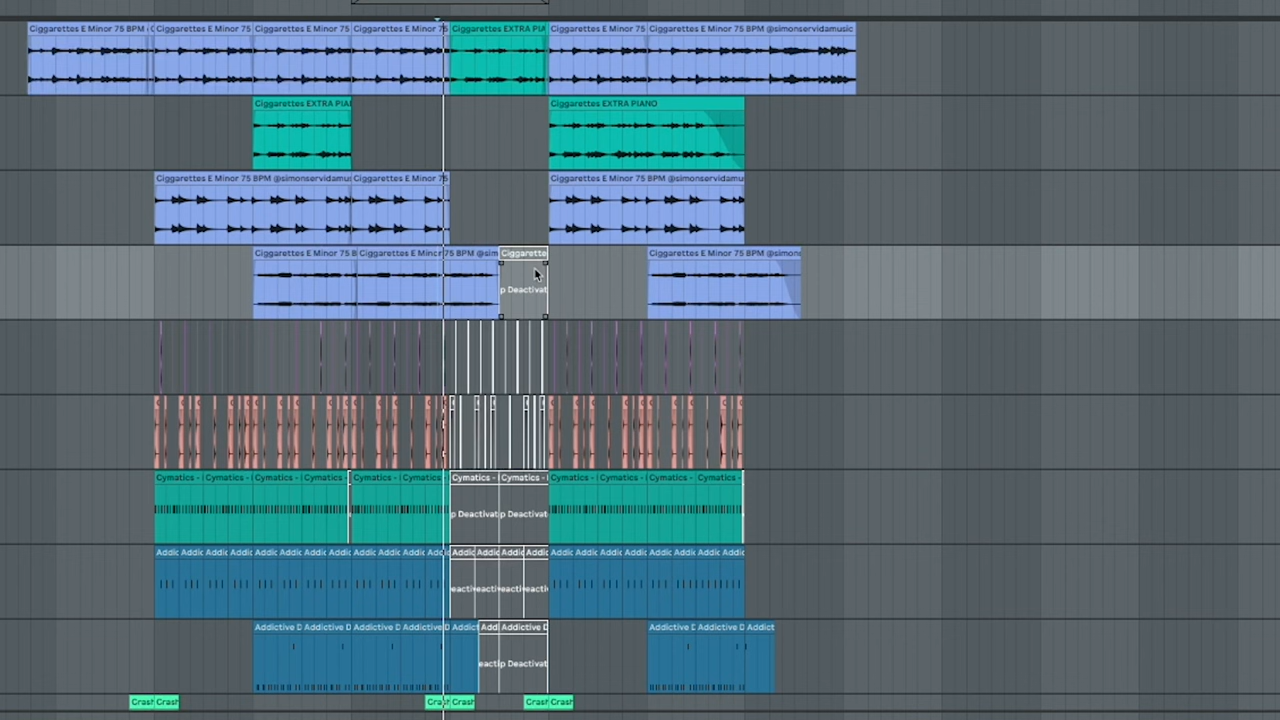 Ciggarettes E Minor 75 BPM Ciggarettes E Minor 75 Ciggarettes E Minor 75 Ciggarettes E Minor 75 Ciggarettes EXTRA PIA Ciggarettes E Minor 75 Ciggarettes E Minor 75 BPM @simonservidamusic
Ciggarettes EXTRA PIA Ciggarettes EXTRA PIANO
Ciggarettes E Minor 75 BPM @simonservidamus Ciggarettes E Minor 75 Ciggarettes E Minor 75 BPM @simonservidamu
Ciggarettes E Minor 75 B Ciggarettes E Minor 75 BPM @sim Ciggarette Ciggarettes E Minor 75 BPM @simons
p Deactivat
Cymatics - Cymatics - Cymatics - Cymatics - Cymatics - Cymatics - Cymatics - Cymatics - Cymatics - Cymatics - Cymatics - Cymatics -
p Deactivat p Deactivat
Addic Addic Addic Addic Addic Addic Addic Addic Addic Addic Addic Addic Addic Addic Addic Addic Addic Addic Addic Addic Addic Addic Addic Addic
eactiv eactiv eactiv eactiv
Addictive D Addictive D Addictive D Addictive D Addict Add Addictive D Addictive D Addictive D Addict
eacti p Deactivat
Crash Crash Crash Crash Crash Crash